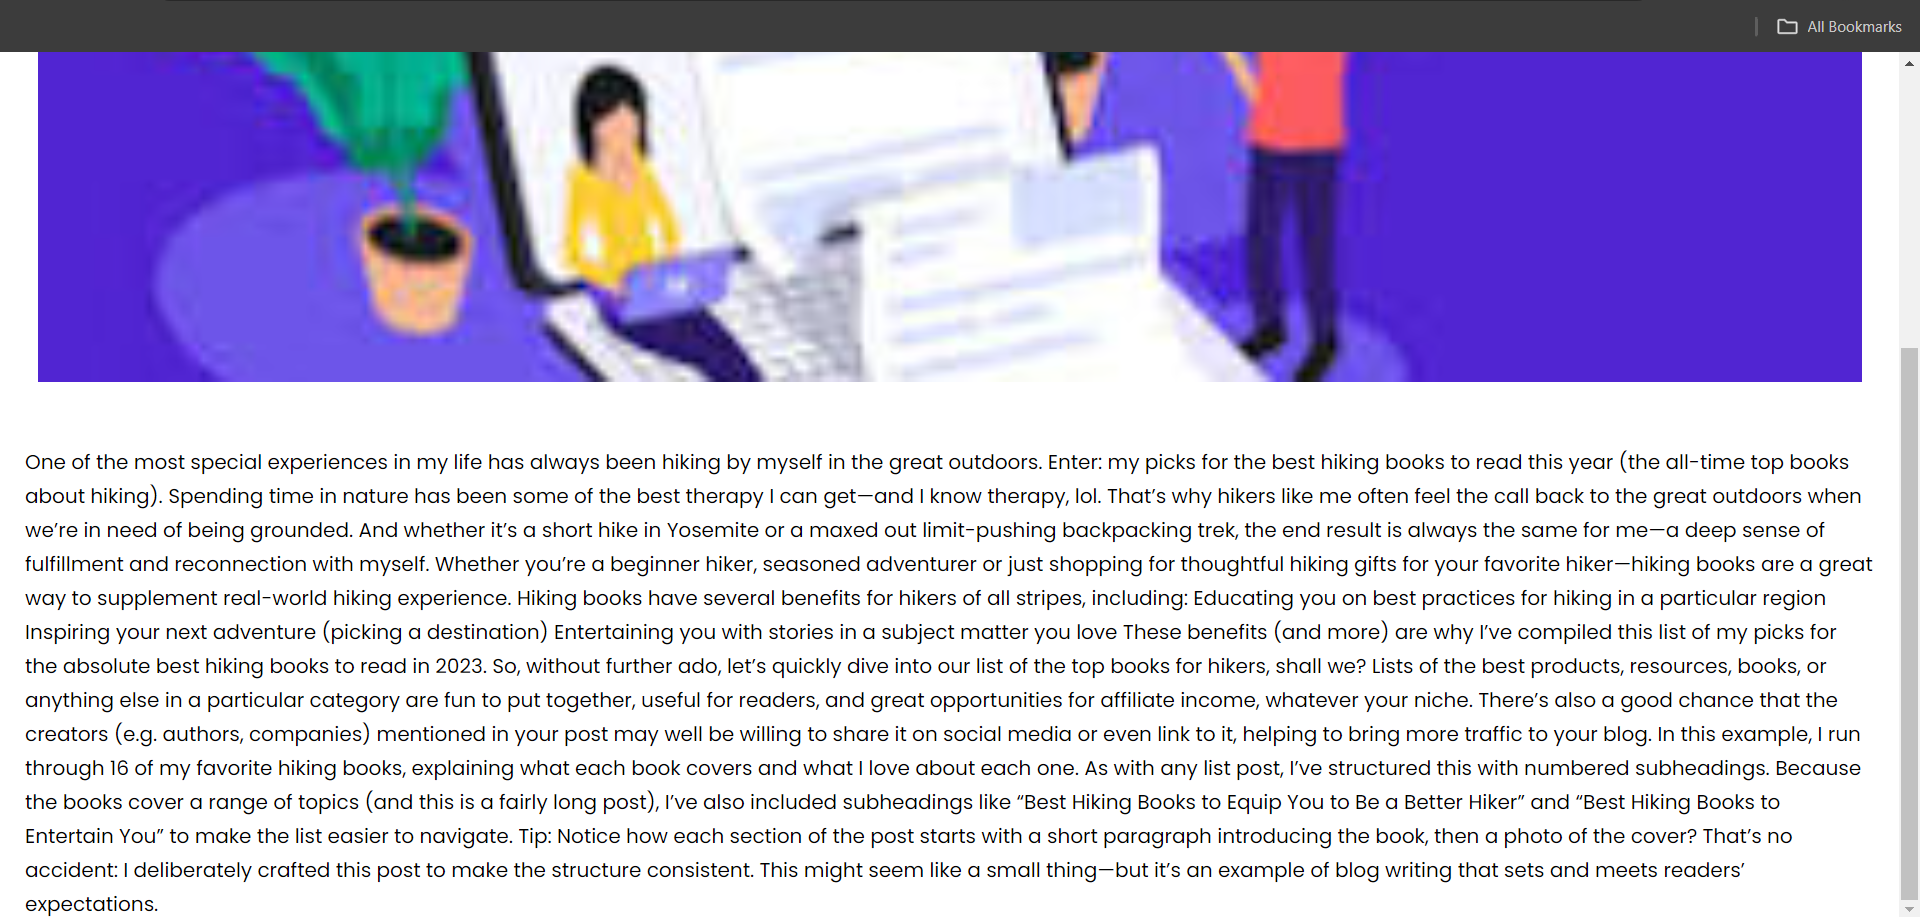 All Bookmarks
One of the most special experiences in my life has always been hiking by myself in the great outdoors. Enter: my picks for the best hiking books to read this year (the all-time top books
about hiking). Spending time in nature has been some of the best therapy I can get—and I know therapy, lol. That’s why hikers like me often feel the call back to the great outdoors when
we’re in need of being grounded. And whether it’s a short hike in Yosemite or a maxed out limit-pushing backpacking trek, the end result is always the same for me—a deep sense of
fulfillment and reconnection with myself. Whether you’re a beginner hiker, seasoned adventurer or just shopping for thoughtful hiking gifts for your favorite hiker—hiking books are a great
way to supplement real-world hiking experience. Hiking books have several benefits for hikers of all stripes, including: Educating you on best practices for hiking in a particular region
Inspiring your next adventure (picking a destination) Entertaining you with stories in a subject matter you love These benefits (and more) are why I’ve compiled this list of my picks for
the absolute best hiking books to read in 2023. So, without further ado, let’s quickly dive into our list of the top books for hikers, shall we? Lists of the best products, resources, books, or
anything else in a particular category are fun to put together, useful for readers, and great opportunities for affiliate income, whatever your niche. There’s also a good chance that the
creators (e.g. authors, companies) mentioned in your post may well be willing to share it on social media or even link to it, helping to bring more traffic to your blog. In this example, I run
through 16 of my favorite hiking books, explaining what each book covers and what I love about each one. As with any list post, I’ve structured this with numbered subheadings. Because
the books cover a range of topics (and this is a fairly long post), I’ve also included subheadings like “Best Hiking Books to Equip You to Be a Better Hiker” and “Best Hiking Books to
Entertain You” to make the list easier to navigate. Tip: Notice how each section of the post starts with a short paragraph introducing the book, then a photo of the cover? That’s no
accident: I deliberately crafted this post to make the structure consistent. This might seem like a small thing—but it’s an example of blog writing that sets and meets readers’
expectations.